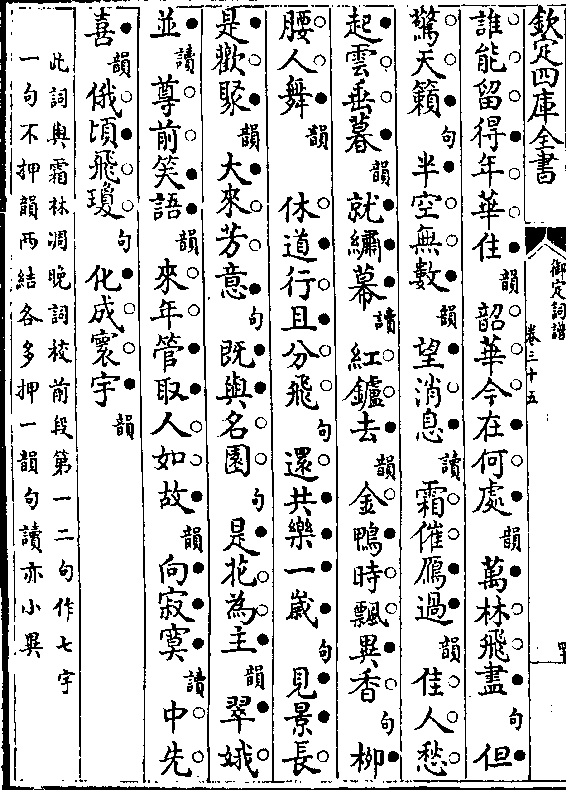 欽定四庫全書
御定詞譜
卷三十五
誰能留得年華住韻韶華今在何處韻萬林飛盡句但
驚天籟句半空無數韻望消息讀霜催鴈過韻佳人愁
起雲垂暮韻就繡幕讀紅鑪去韻金鴨時飄異香句柳
腰人舞韻休道行且分飛句還共樂一歲句見景長
是歡聚韻大來芳意句既與名園句是花為主韻翠娥
並讀尊前笑語韻來年管取人如故韻向寂寞讀中先
喜韻俄頃飛瓊句化成寰宇韻
此詞與霜林凋晚詞校前段第一二句作七字
一句不押韻兩結各多押一韻句讀亦小異